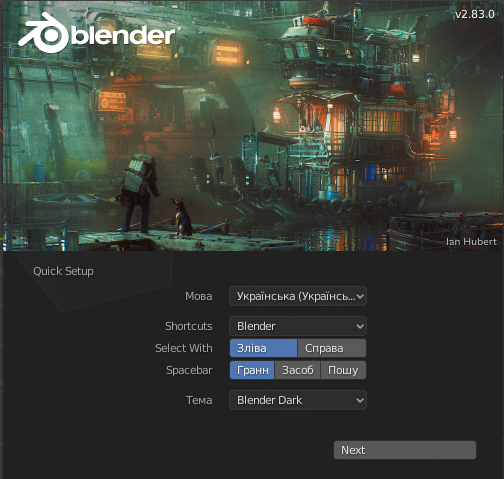 blender
v2.83.0
Ian Hubert
Quick Setup
Мова Українська (Українсь...
Shortcuts Blender
Select With Зліва Справа
Spacebar Гранн Засоб Пошу
Тема Blender Dark
Next